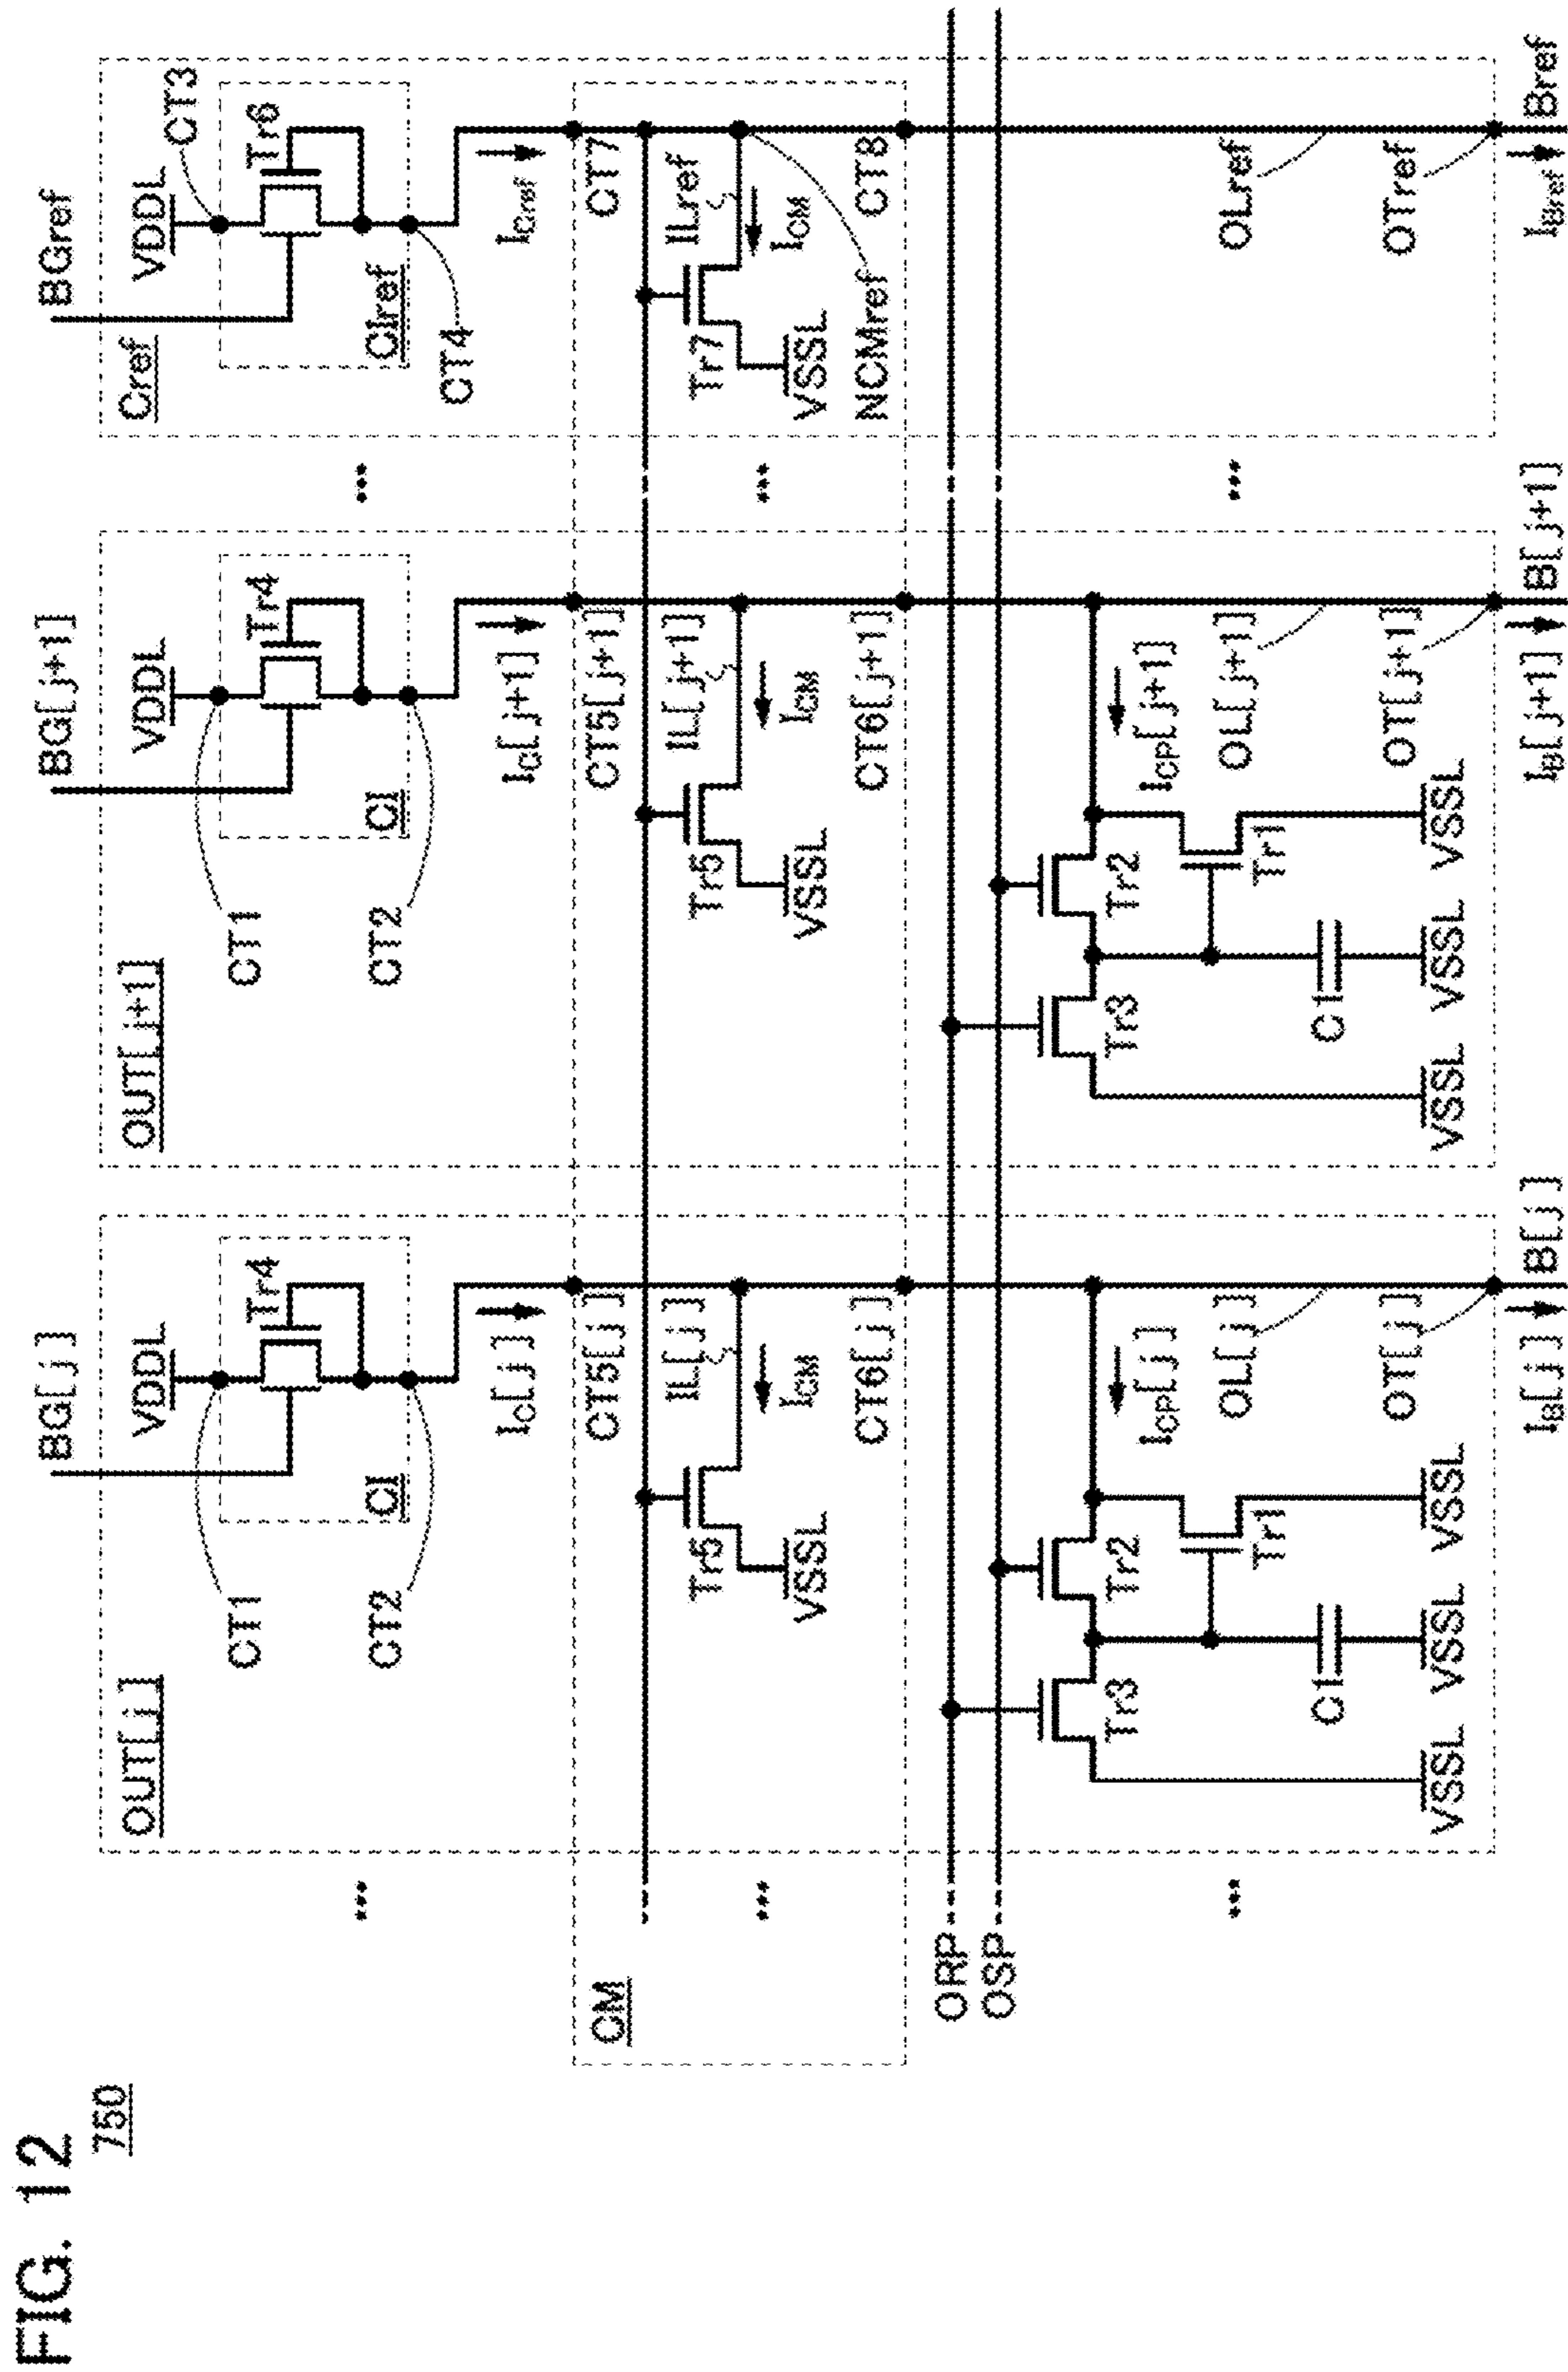 FIG. 12
750
BG[j]
BG[j+1]
BGref
OUT[j]
VDDL
Tr4
CI
CT1
CT2
IC[j]
OUT[j+1]
VDDL
Tr4
CI
CT1
CT2
IC[j+1]
Cref
VDDL
CT3
Tr6
CIref
CT4
ICref
...
...
CM
CT5[j]
IL[j]
Tr5
ICM
VSSL
CT6[j]
CT5[j+1]
IL[j+1]
Tr5
ICM
VSSL
CT6[j+1]
CT7
ILref
Tr7
ICM
VSSL
CT8
NCMref
...
...
ORP
OSP
Tr3
Tr2
ICP[j]
Tr1
C1
OL[j]
OT[j]
VSSL
VSSL
VSSL
Tr3
Tr2
ICP[j+1]
Tr1
C1
OL[j+1]
OT[j+1]
VSSL
VSSL
VSSL
OLref
OTref
...
...
IB[j]
B[j]
IB[j+1]
B[j+1]
IBref
Bref